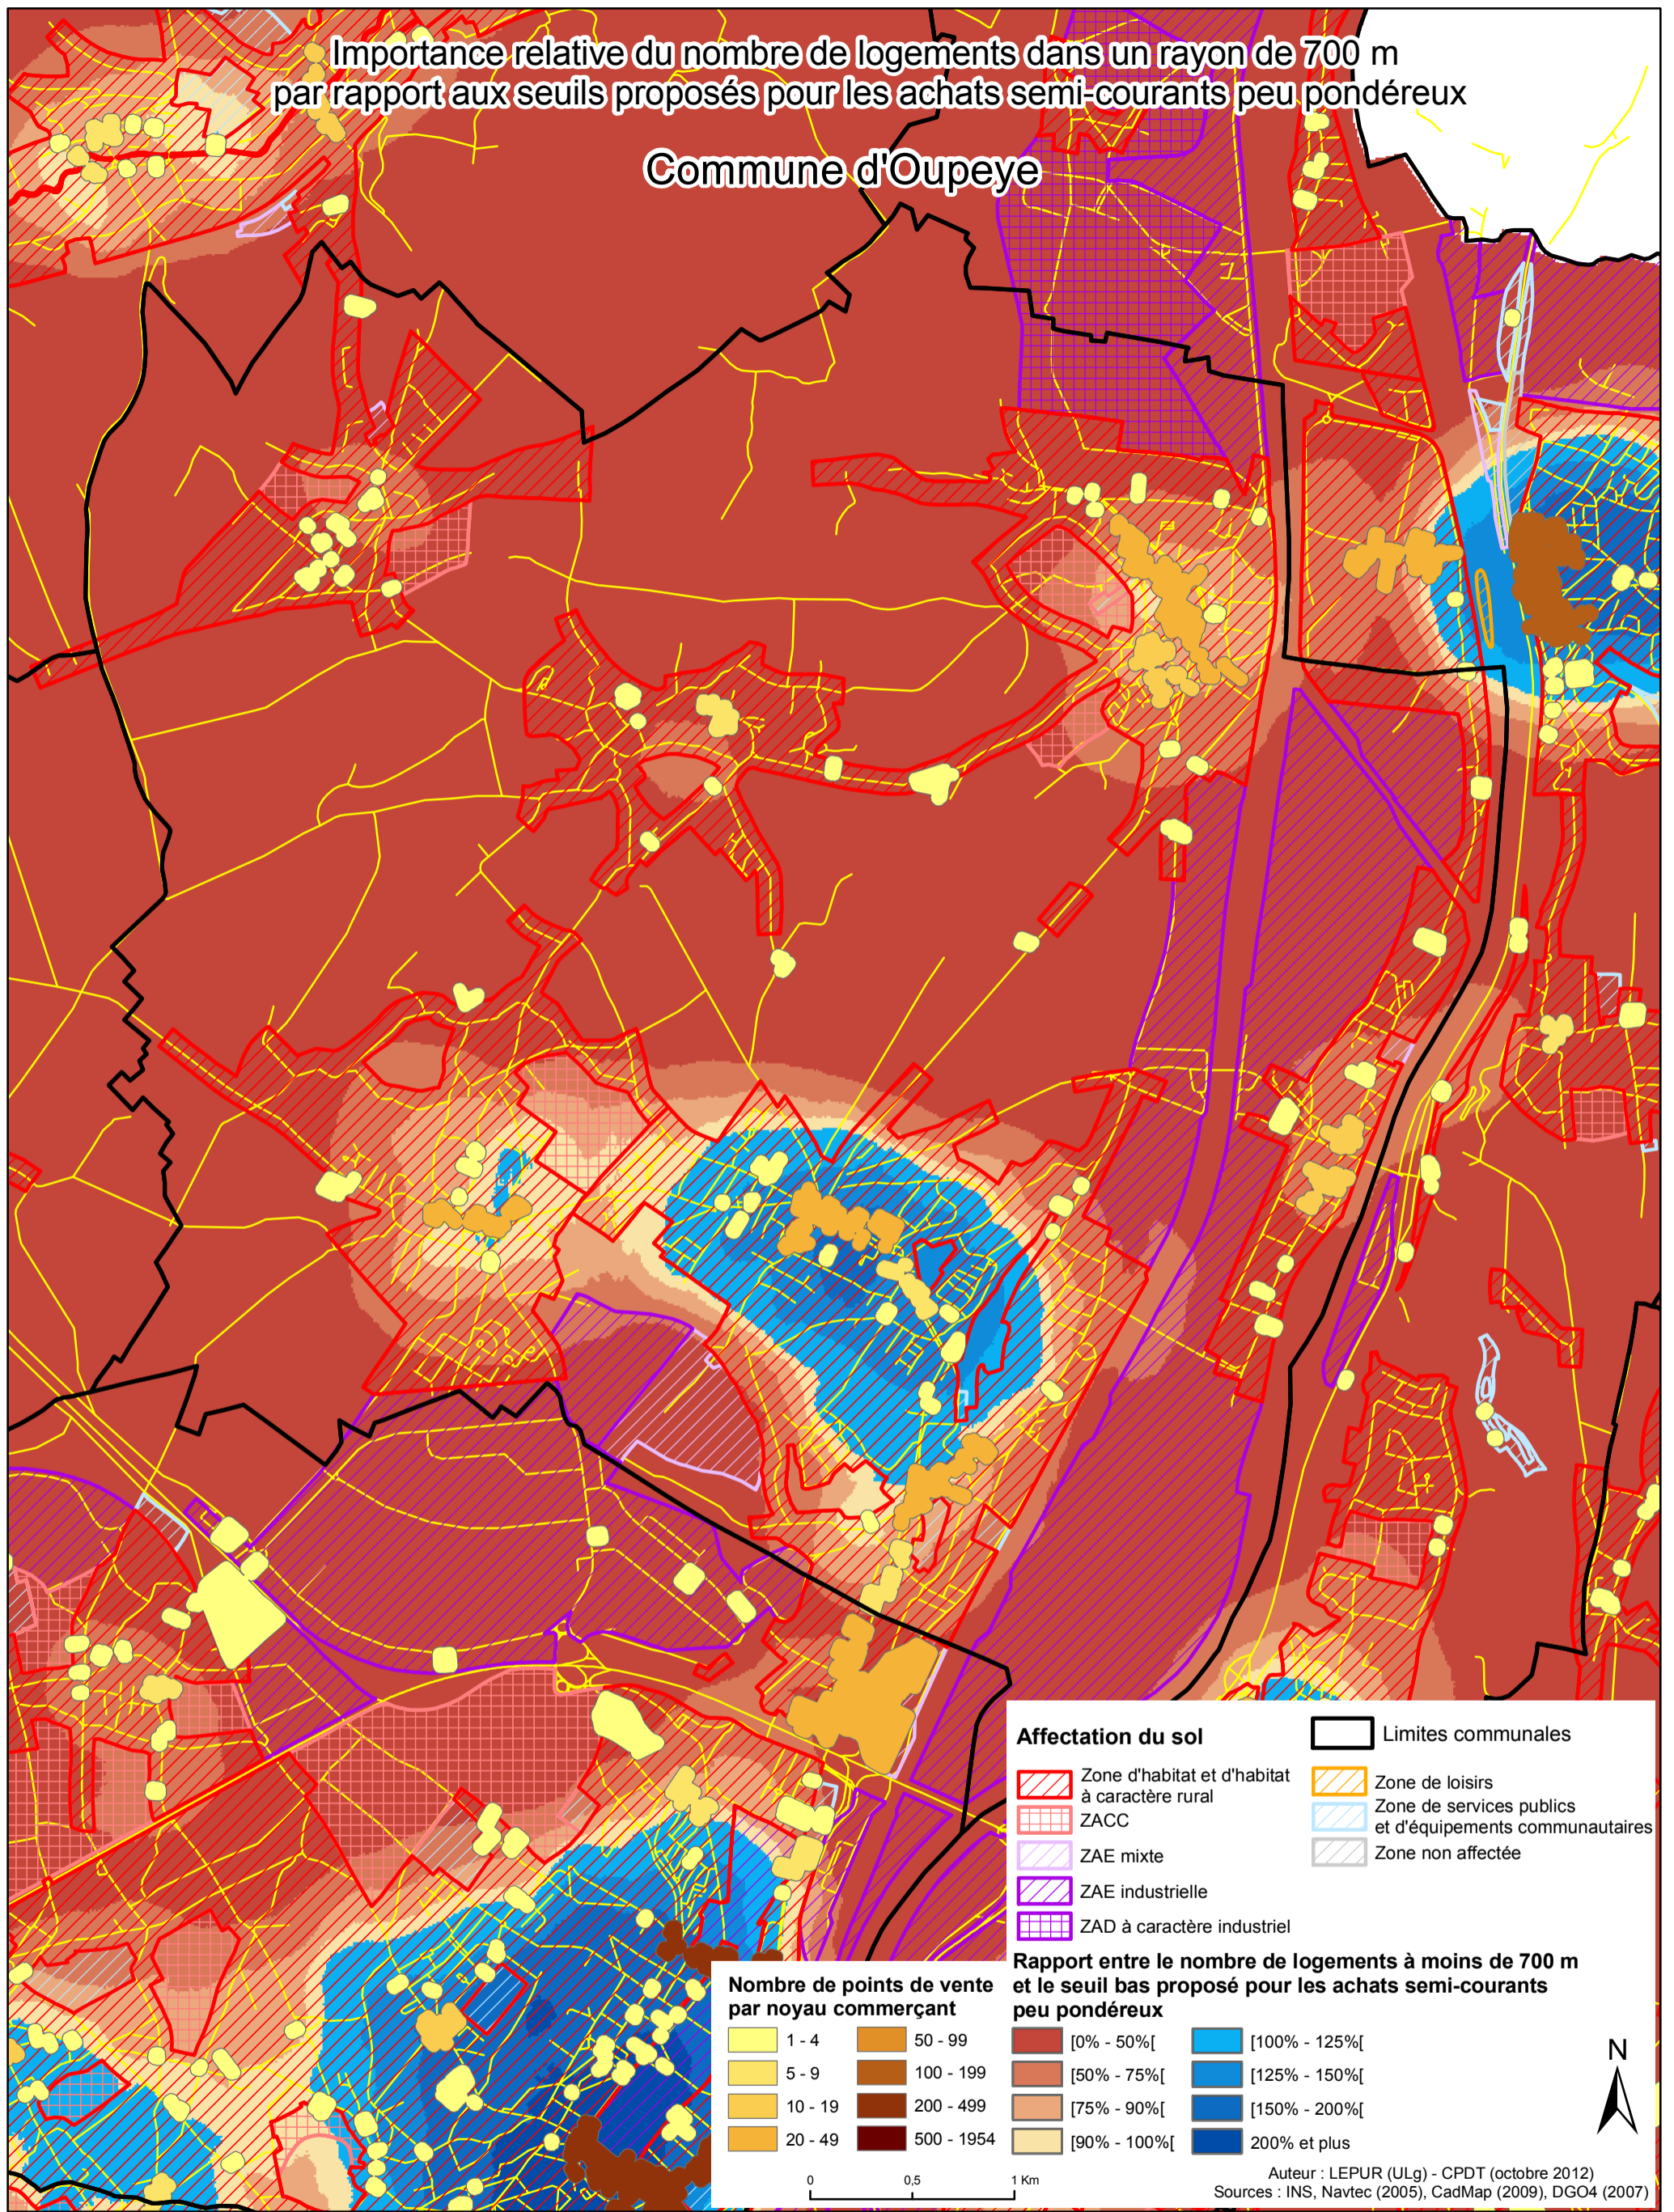 Importance relative du nombre de logements dans un rayon de 700 m
par rapport aux seuils proposés pour les achats semi-courants peu pondéreux
Commune d'Oupeye
Affectation du sol
Zone d'habitat et d'habitat
à caractère rural
ZACC
ZAE mixte
ZAE industrielle
ZAD à caractère industriel
Limites communales
Zone de loisirs
Zone de services publics
et d'équipements communautaires
Zone non affectée
Nombre de points de vente
par noyau commerçant
1 - 4
5 - 9
10 - 19
20 - 49
50 - 99
100 - 199
200 - 499
500 - 1954
Rapport entre le nombre de logements à moins de 700 m
et le seuil bas proposé pour les achats semi-courants
peu pondéreux
[0% - 50%[
[50% - 75%[
[75% - 90%[
[90% - 100%[
[100% - 125%[
[125% - 150%[
[150% - 200%[
200% et plus
N
0 0,5 1 Km
Auteur : LEPUR (ULg) - CPDT (octobre 2012)
Sources : INS, Navtec (2005), CadMap (2009), DGO4 (2007)